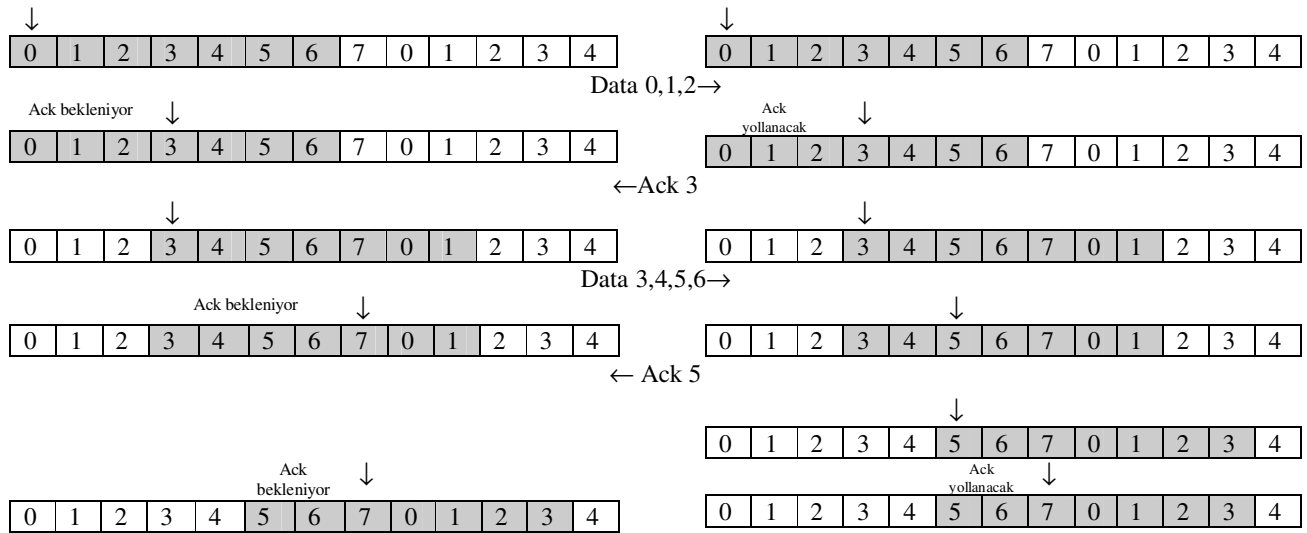 ↓ ↓
0 1 2 3 4 5 6 7 0 1 2 3 4 0 1 2 3 4 5 6 7 0 1 2 3 4
Data 0,1,2→
Ack bekleniyor ↓ Ack yollanacak ↓
0 1 2 3 4 5 6 7 0 1 2 3 4 0 1 2 3 4 5 6 7 0 1 2 3 4
←Ack 3
↓ ↓
0 1 2 3 4 5 6 7 0 1 2 3 4 0 1 2 3 4 5 6 7 0 1 2 3 4
Data 3,4,5,6→
Ack bekleniyor ↓ ↓
0 1 2 3 4 5 6 7 0 1 2 3 4 0 1 2 3 4 5 6 7 0 1 2 3 4
← Ack 5
↓
0 1 2 3 4 5 6 7 0 1 2 3 4
Ack bekleniyor ↓ Ack yollanacak ↓
0 1 2 3 4 5 6 7 0 1 2 3 4 0 1 2 3 4 5 6 7 0 1 2 3 4